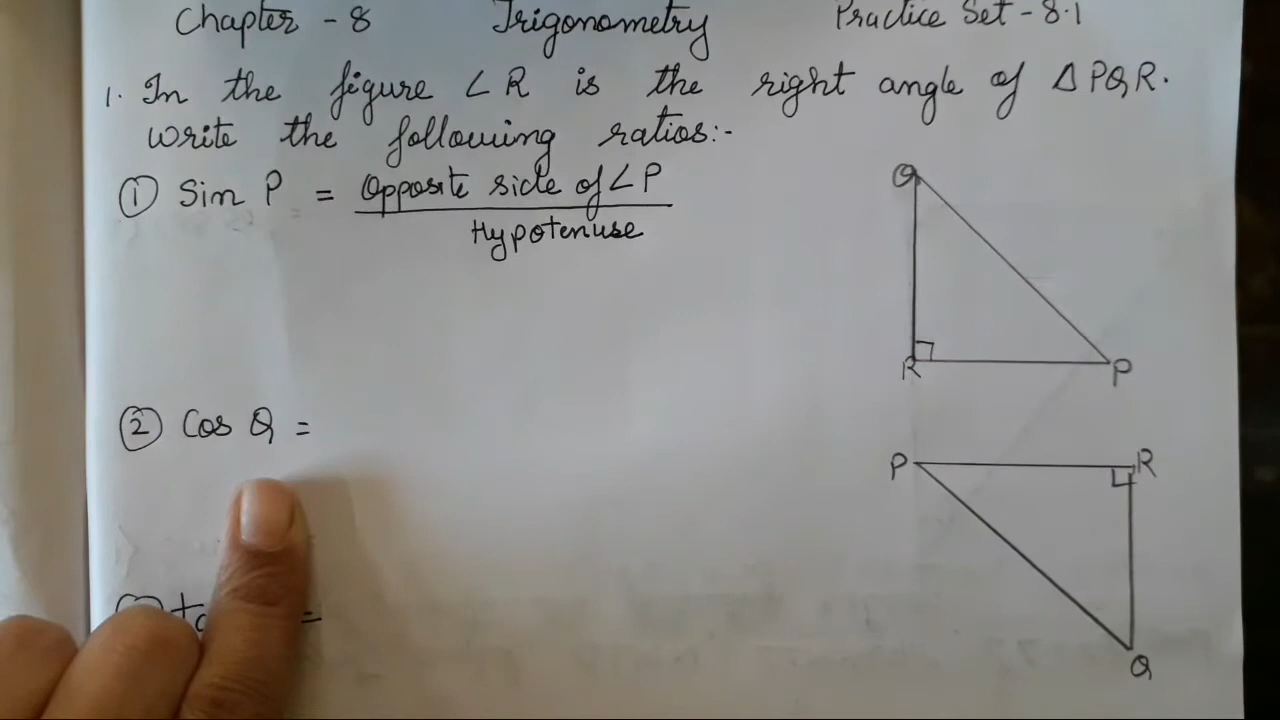 Chapter - 8 Trigonometry Practice Set - 8.1
1. In the figure ∠R is the right angle of Δ PQR.
write the following ratios:-
① Sin P = Opposite side of ∠P
Hypotenuse
Q
R
P
② Cos Q =
P
R
=
Q